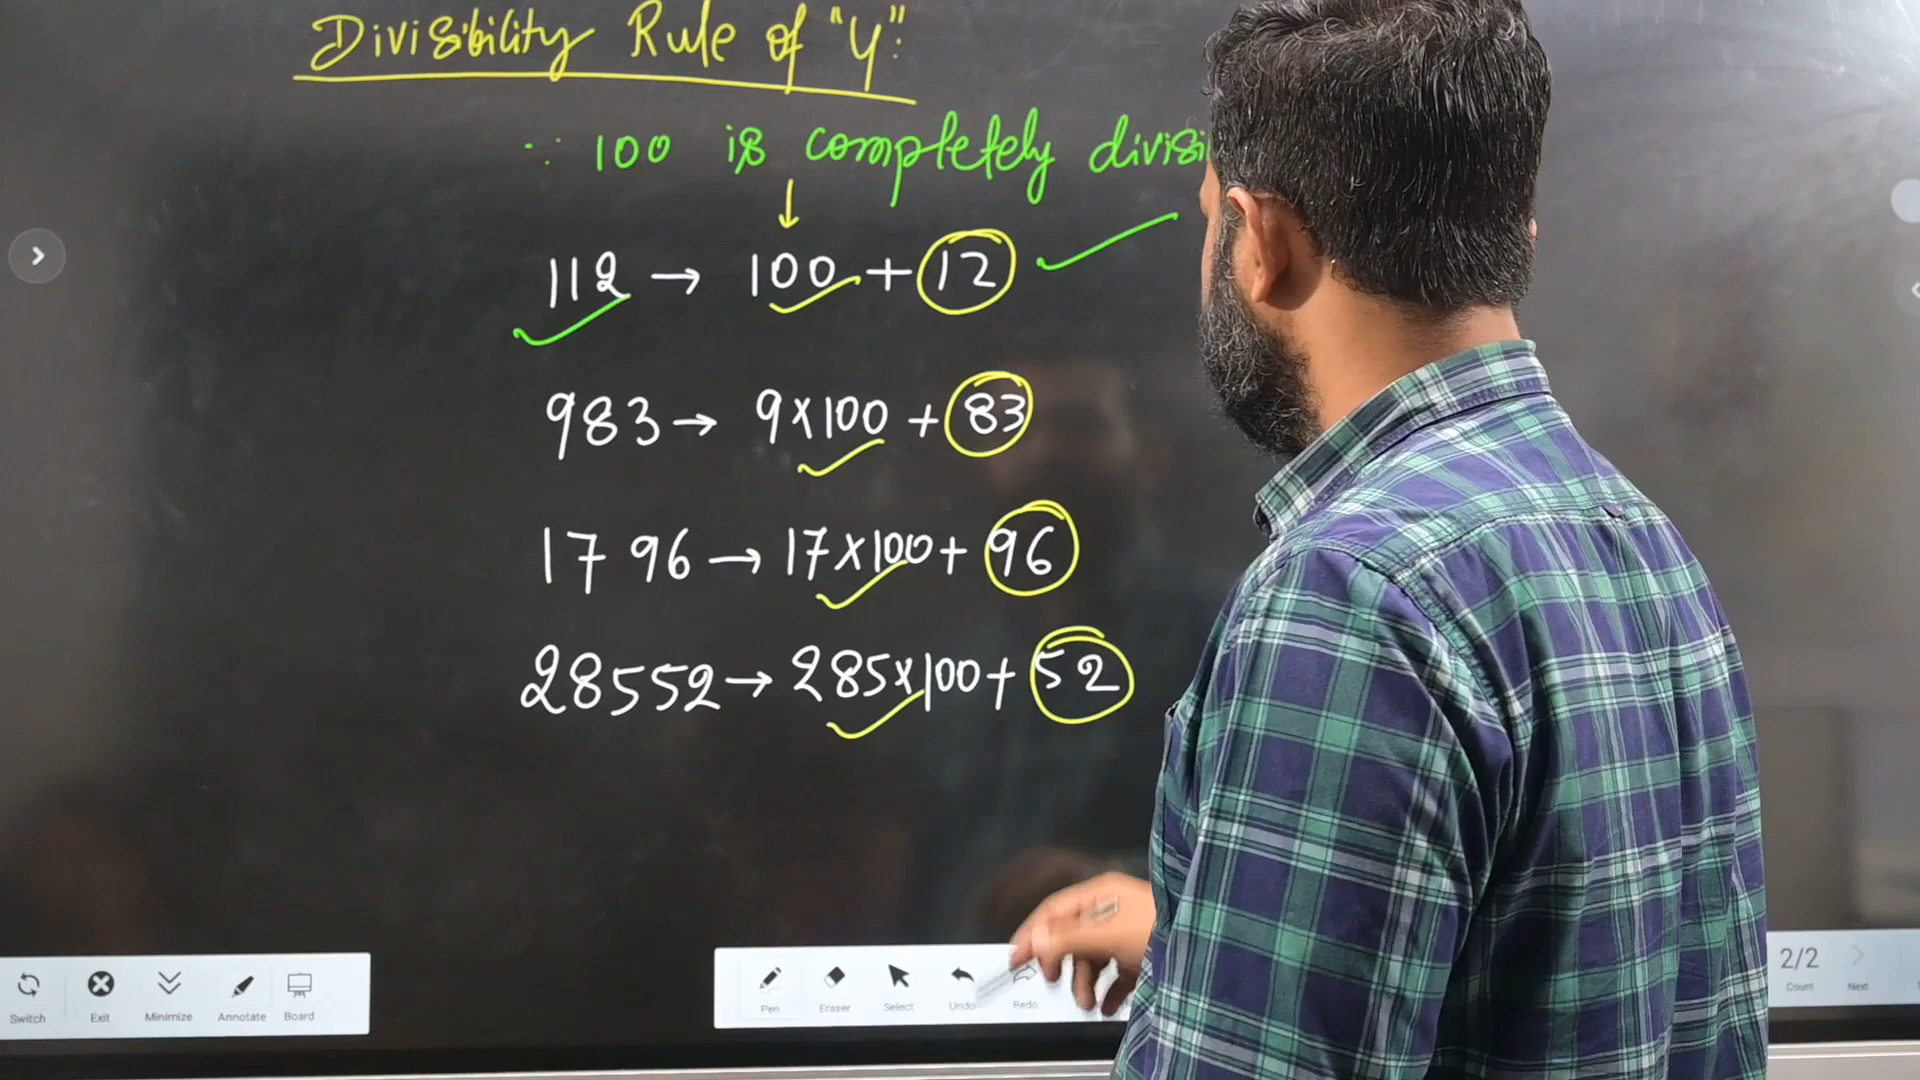 Divisibility Rule of "4":
∵ 100 is completely divisi
112 → 100 + 12
983 → 9×100 + 83
1796 → 17×100 + 96
28552 → 285×100 + 52
Switch Exit Minimize Annotate Board
Pen Eraser Select Undo Redo
2/2
Count Next